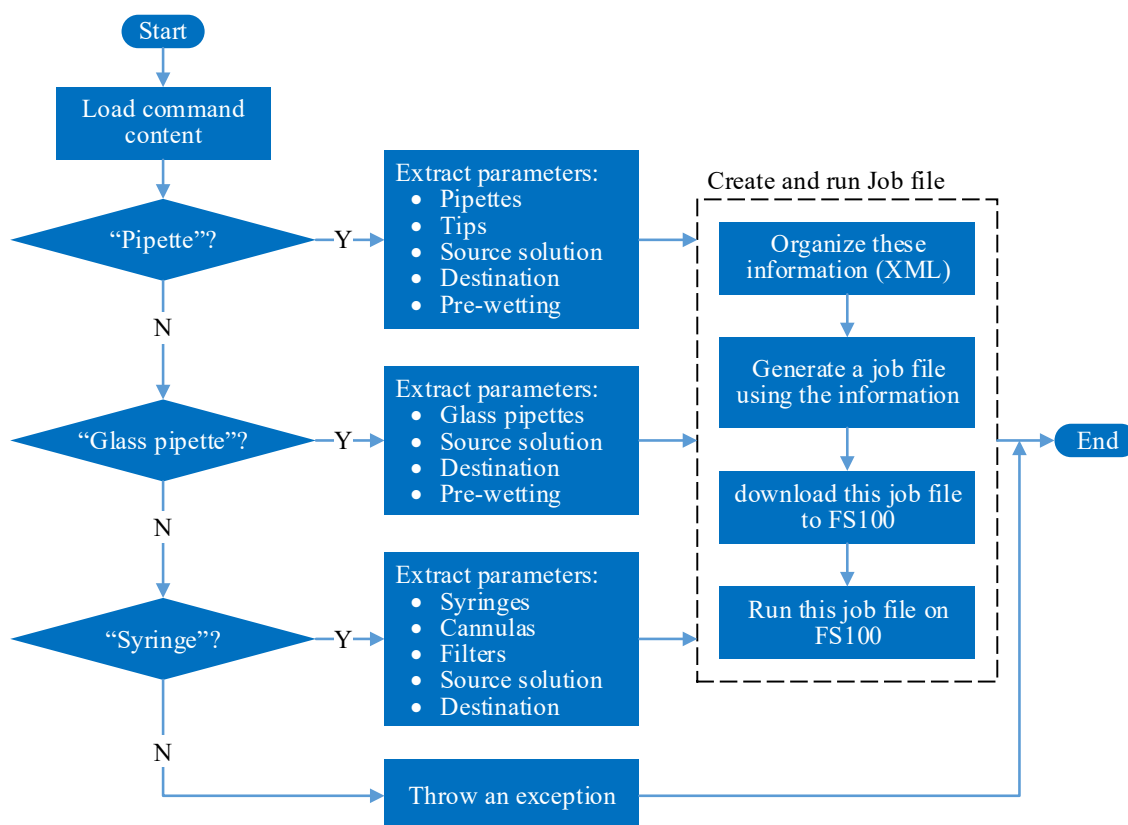 Start
Load command
content
“Pipette”?
Y
N
Extract parameters:
• Pipettes
• Tips
• Source solution
• Destination
• Pre-wetting
“Glass pipette”?
Y
N
Extract parameters:
• Glass pipettes
• Source solution
• Destination
• Pre-wetting
“Syringe”?
Y
N
Extract parameters:
• Syringes
• Cannulas
• Filters
• Source solution
• Destination
Throw an exception
Create and run Job file
Organize these
information (XML)
Generate a job file
using the information
download this job file
to FS100
Run this job file on
FS100
End